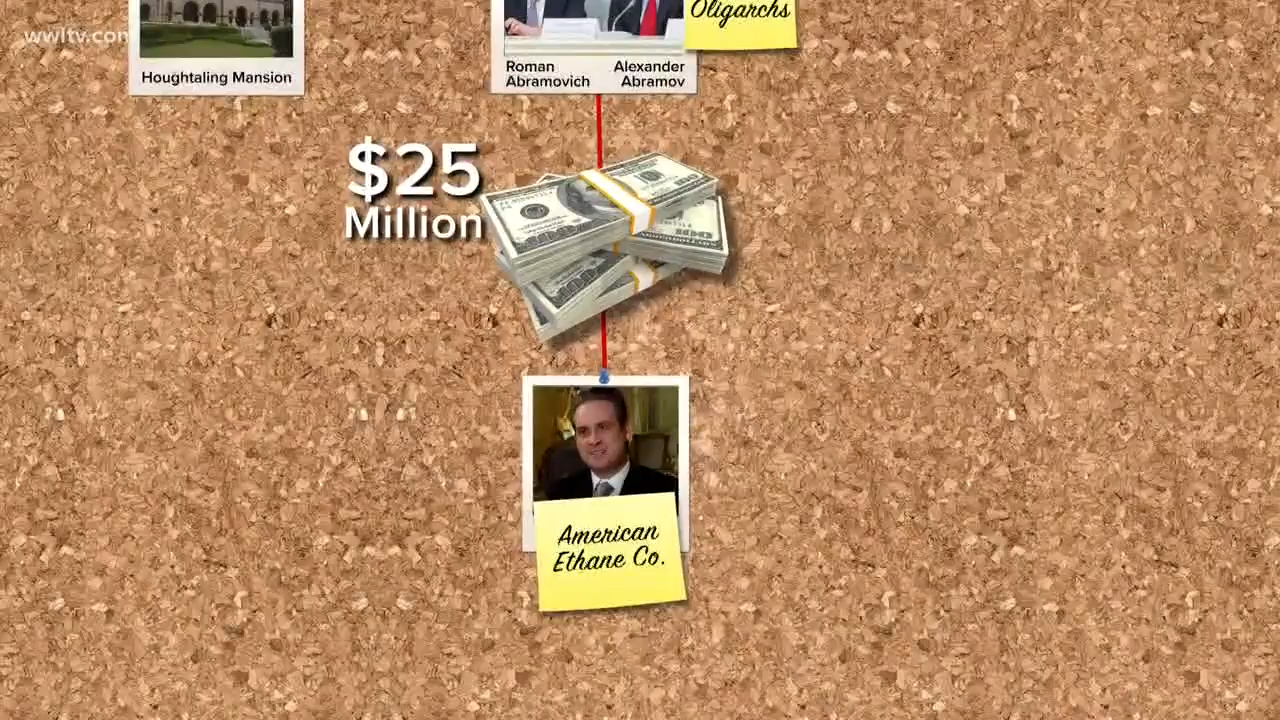 wwltv.com
Oligarchs
Houghtaling Mansion
Roman Abramovich
Alexander Abramov
$25
Million
American
Ethane Co.